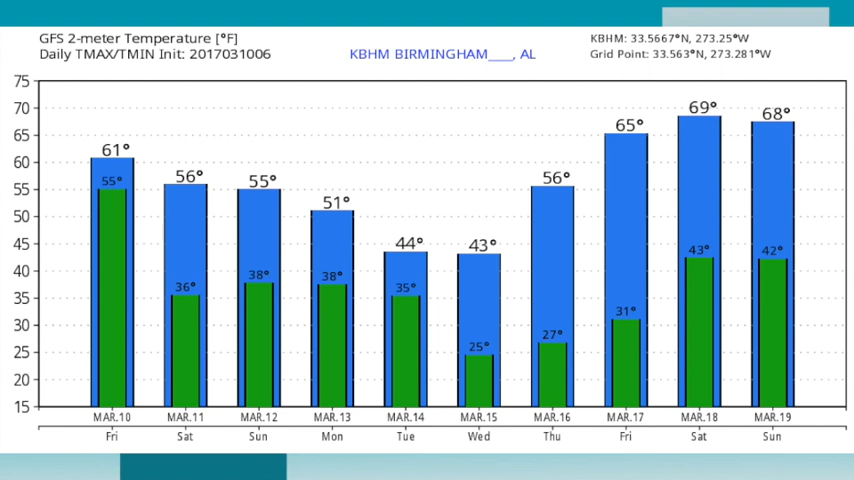 GFS 2-meter Temperature [°F]
Daily TMAX/TMIN Init: 2017031006
KBHM BIRMINGHAM____, AL
KBHM: 33.5667°N, 273.25°W
Grid Point: 33.563°N, 273.281°W
75
70
65
60
55
50
45
40
35
30
25
20
15
61° 56° 55° 51° 44° 43° 56° 65° 69° 68°
55° 36° 38° 38° 35° 25° 27° 31° 43° 42°
MAR.10 MAR.11 MAR.12 MAR.13 MAR.14 MAR.15 MAR.16 MAR.17 MAR.18 MAR.19
Fri Sat Sun Mon Tue Wed Thu Fri Sat Sun